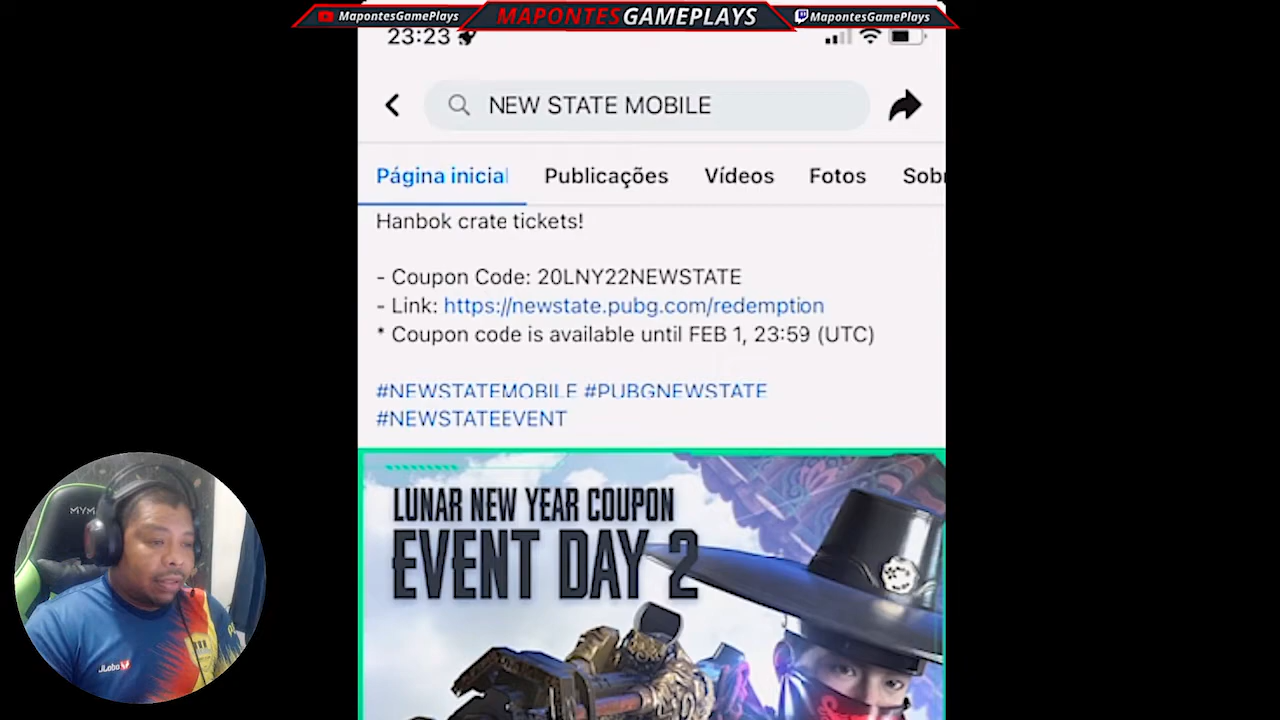 MapontesGamePlays
MAPONTESGAMEPLAYS
MapontesGamePlays
23:23
NEW STATE MOBILE
Página inicial
Publicações
Vídeos
Fotos
Sobr
Hanbok crate tickets!
- Coupon Code: 20LNY22NEWSTATE
- Link: https://newstate.pubg.com/redemption
* Coupon code is available until FEB 1, 23:59 (UTC)
#NEWSTATEMOBILE #PUBGNEWSTATE
#NEWSTATEEVENT
LUNAR NEW YEAR COUPON
EVENT DAY 2
JLobo